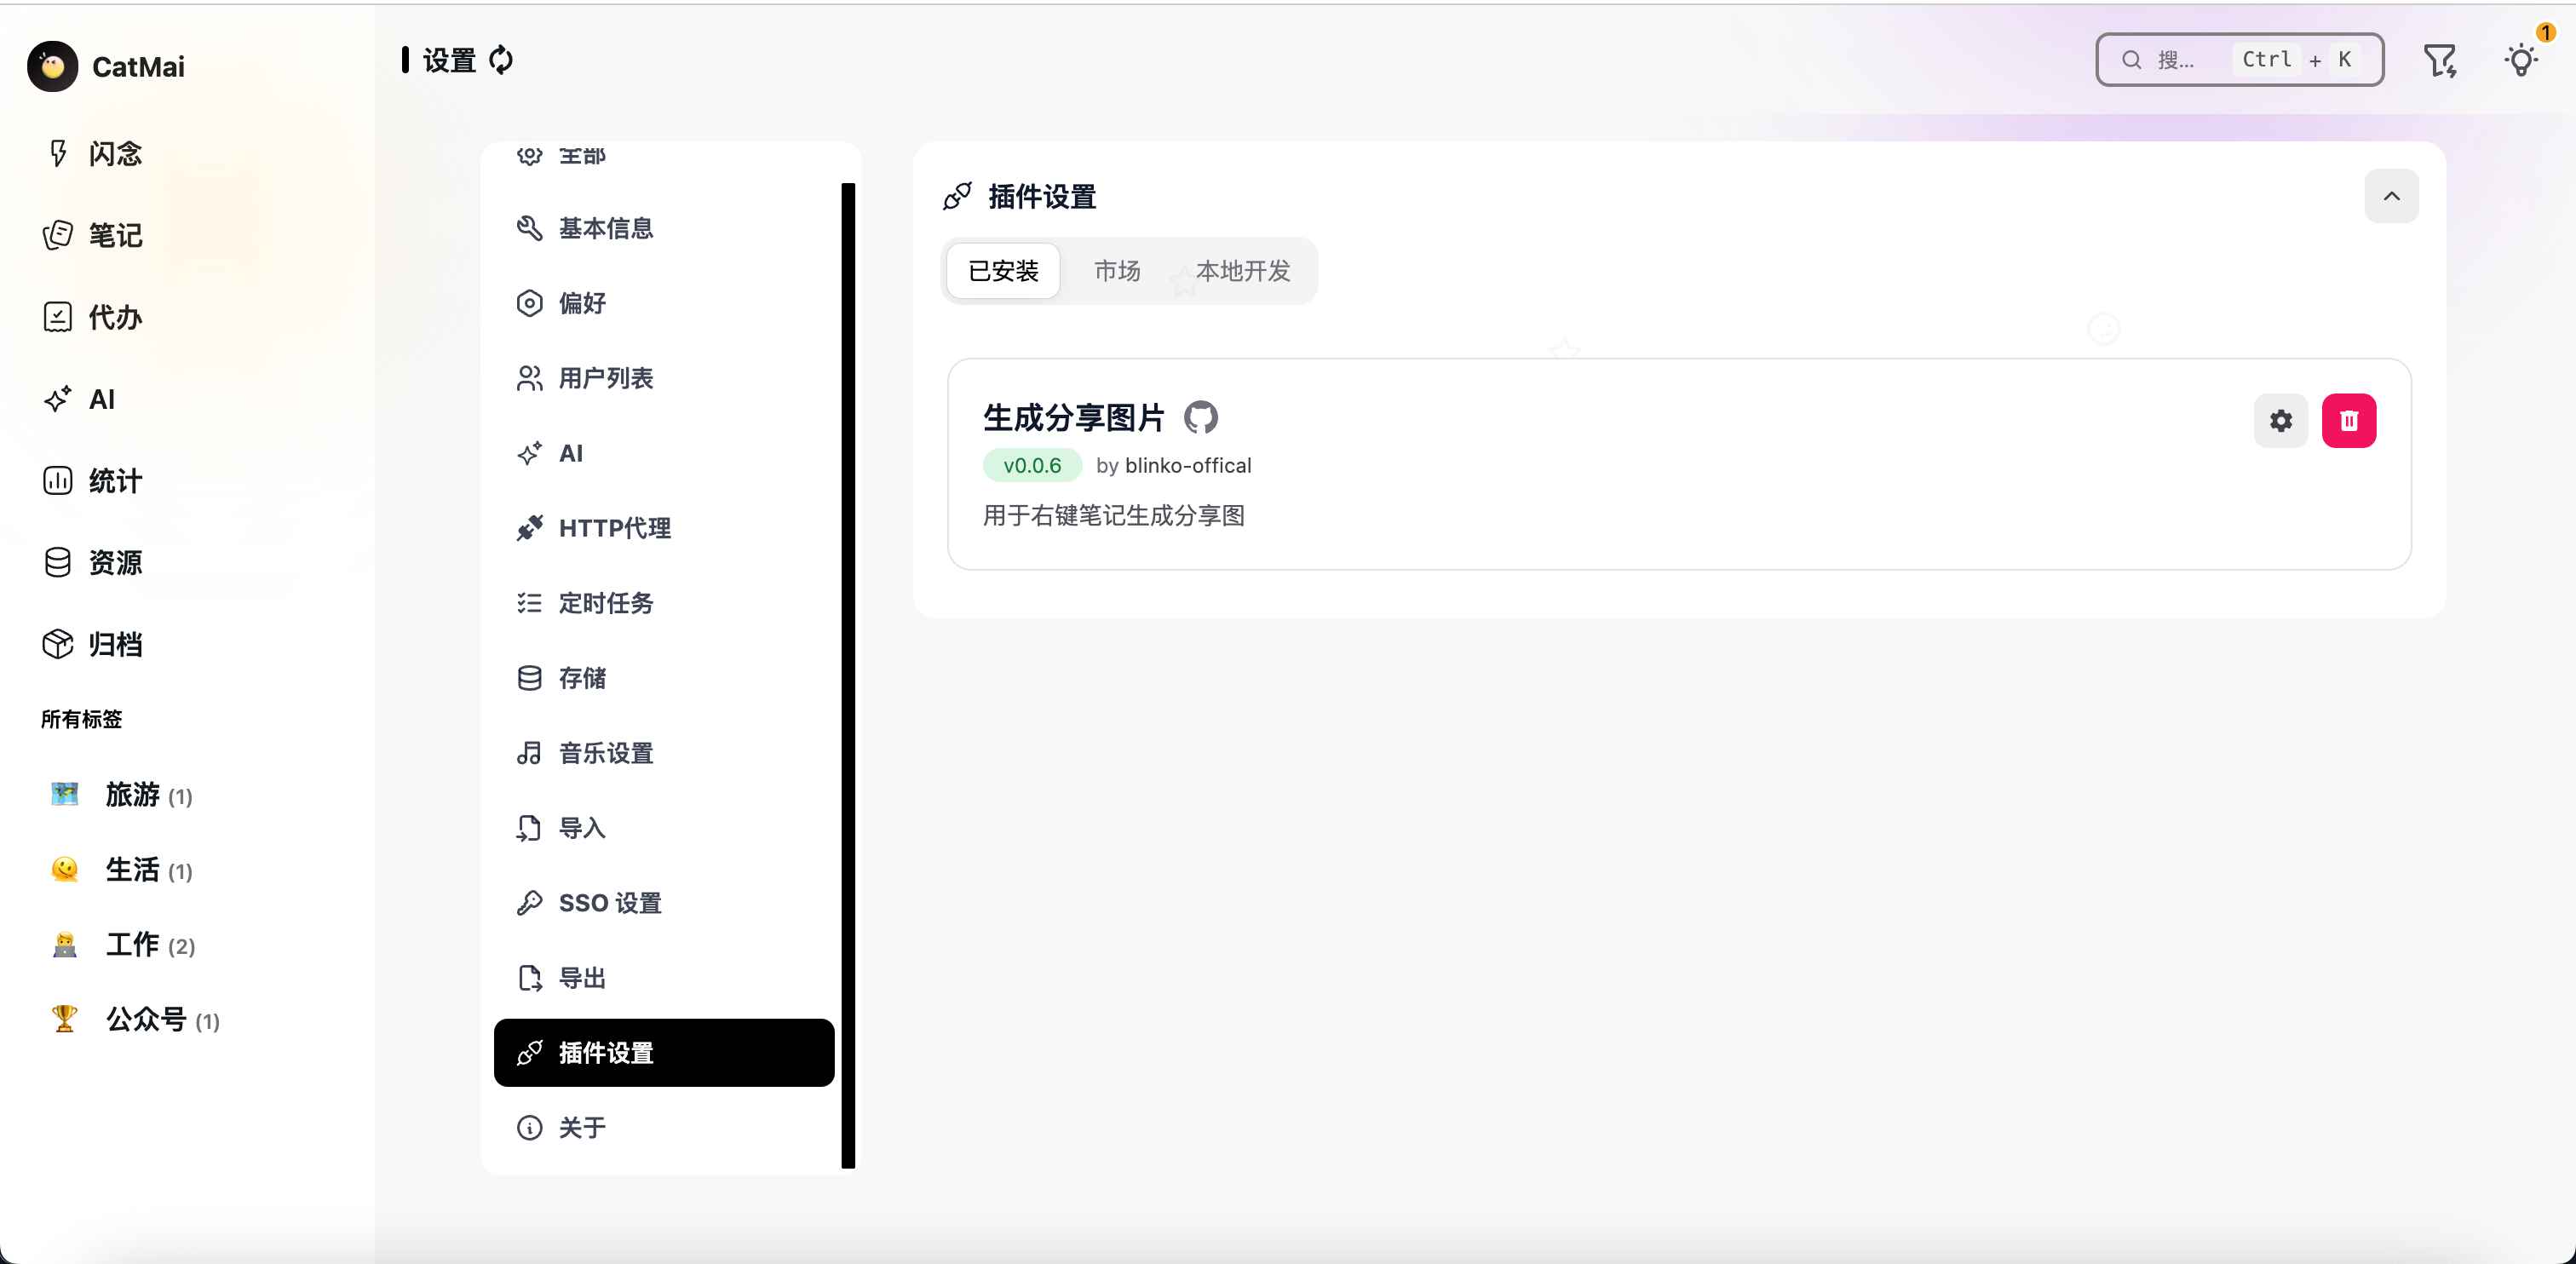 CatMai
闪念
笔记
代办
AI
统计
资源
归档
所有标签
旅游 (1)
生活 (1)
工作 (2)
公众号 (1)
设置
搜... Ctrl + K
1
全部
基本信息
偏好
用户列表
AI
HTTP代理
定时任务
存储
音乐设置
导入
SSO 设置
导出
插件设置
关于
插件设置
已安装 市场 本地开发
生成分享图片
v0.0.6 by blinko-offical
用于右键笔记生成分享图